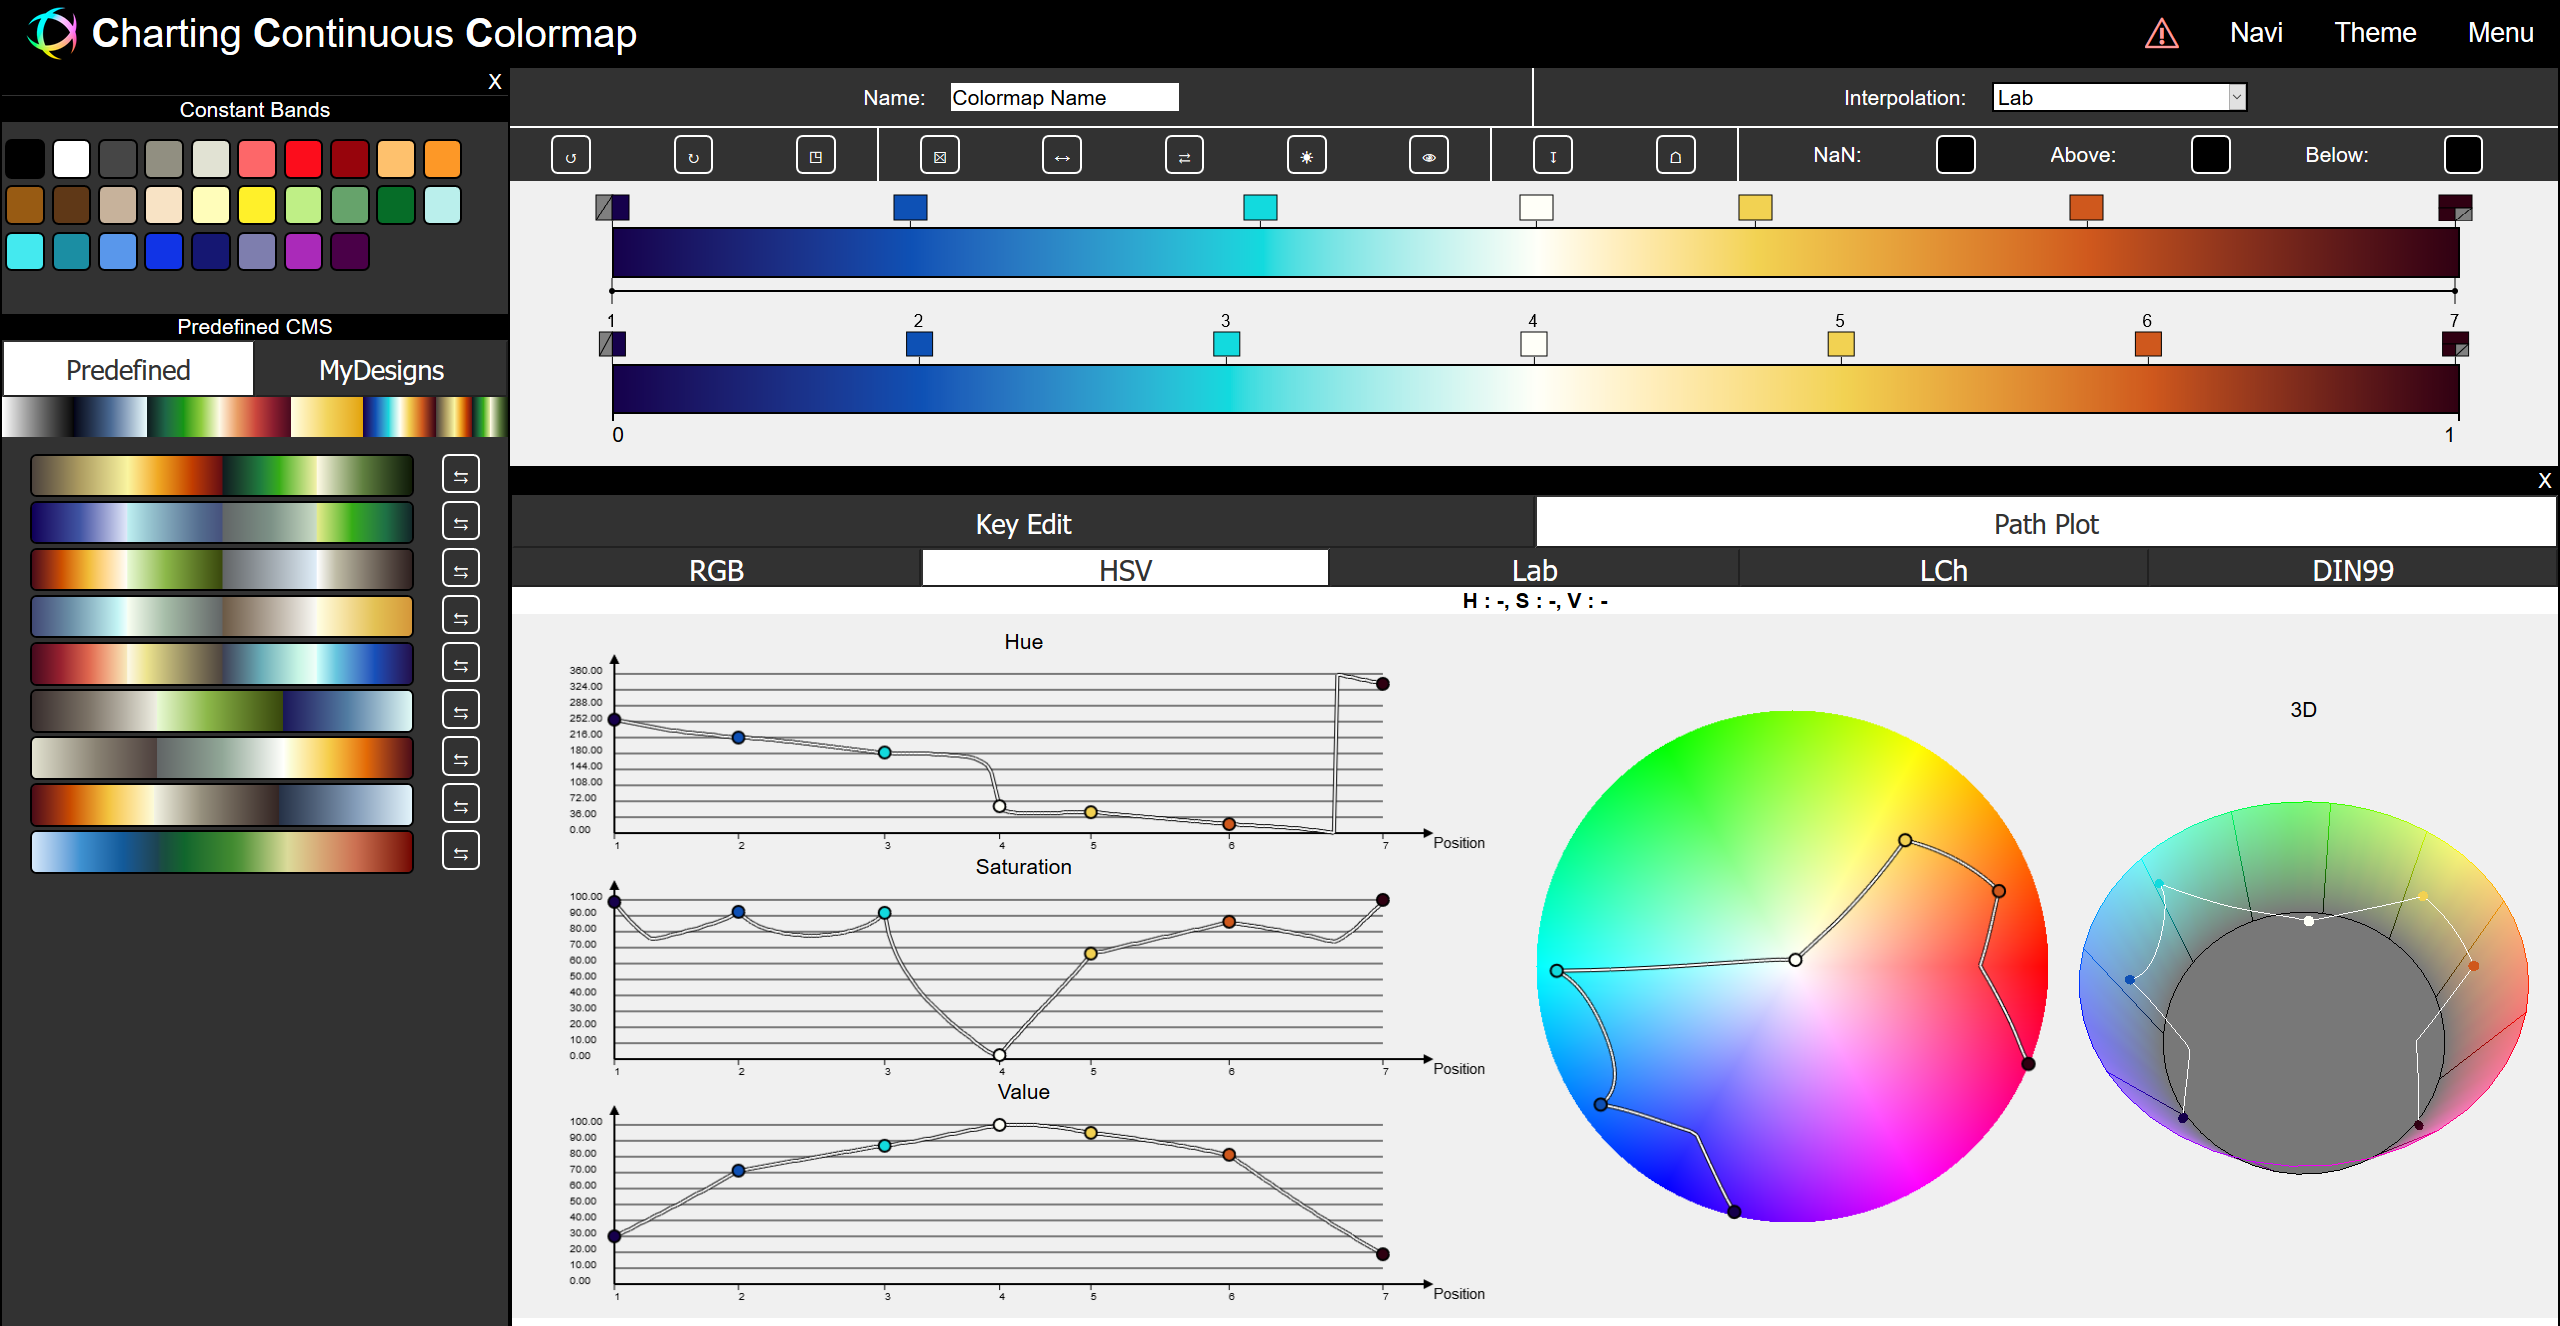 Charting Continuous Colormap
Navi Theme Menu
X
Constant Bands
Predefined CMS
Predefined MyDesigns
Name: Colormap Name
Interpolation: Lab
NaN: Above: Below:
1 2 3 4 5 6 7
0 1
X
Key Edit Path Plot
RGB HSV Lab LCh DIN99
H : -, S : -, V : -
Hue
360.00
324.00
288.00
252.00
216.00
180.00
144.00
108.00
72.00
36.00
0.00
1 2 3 4 5 6 7
Position
Saturation
100.00
90.00
80.00
70.00
60.00
50.00
40.00
30.00
20.00
10.00
0.00
1 2 3 4 5 6 7
Position
Value
100.00
90.00
80.00
70.00
60.00
50.00
40.00
30.00
20.00
10.00
0.00
1 2 3 4 5 6 7
Position
3D